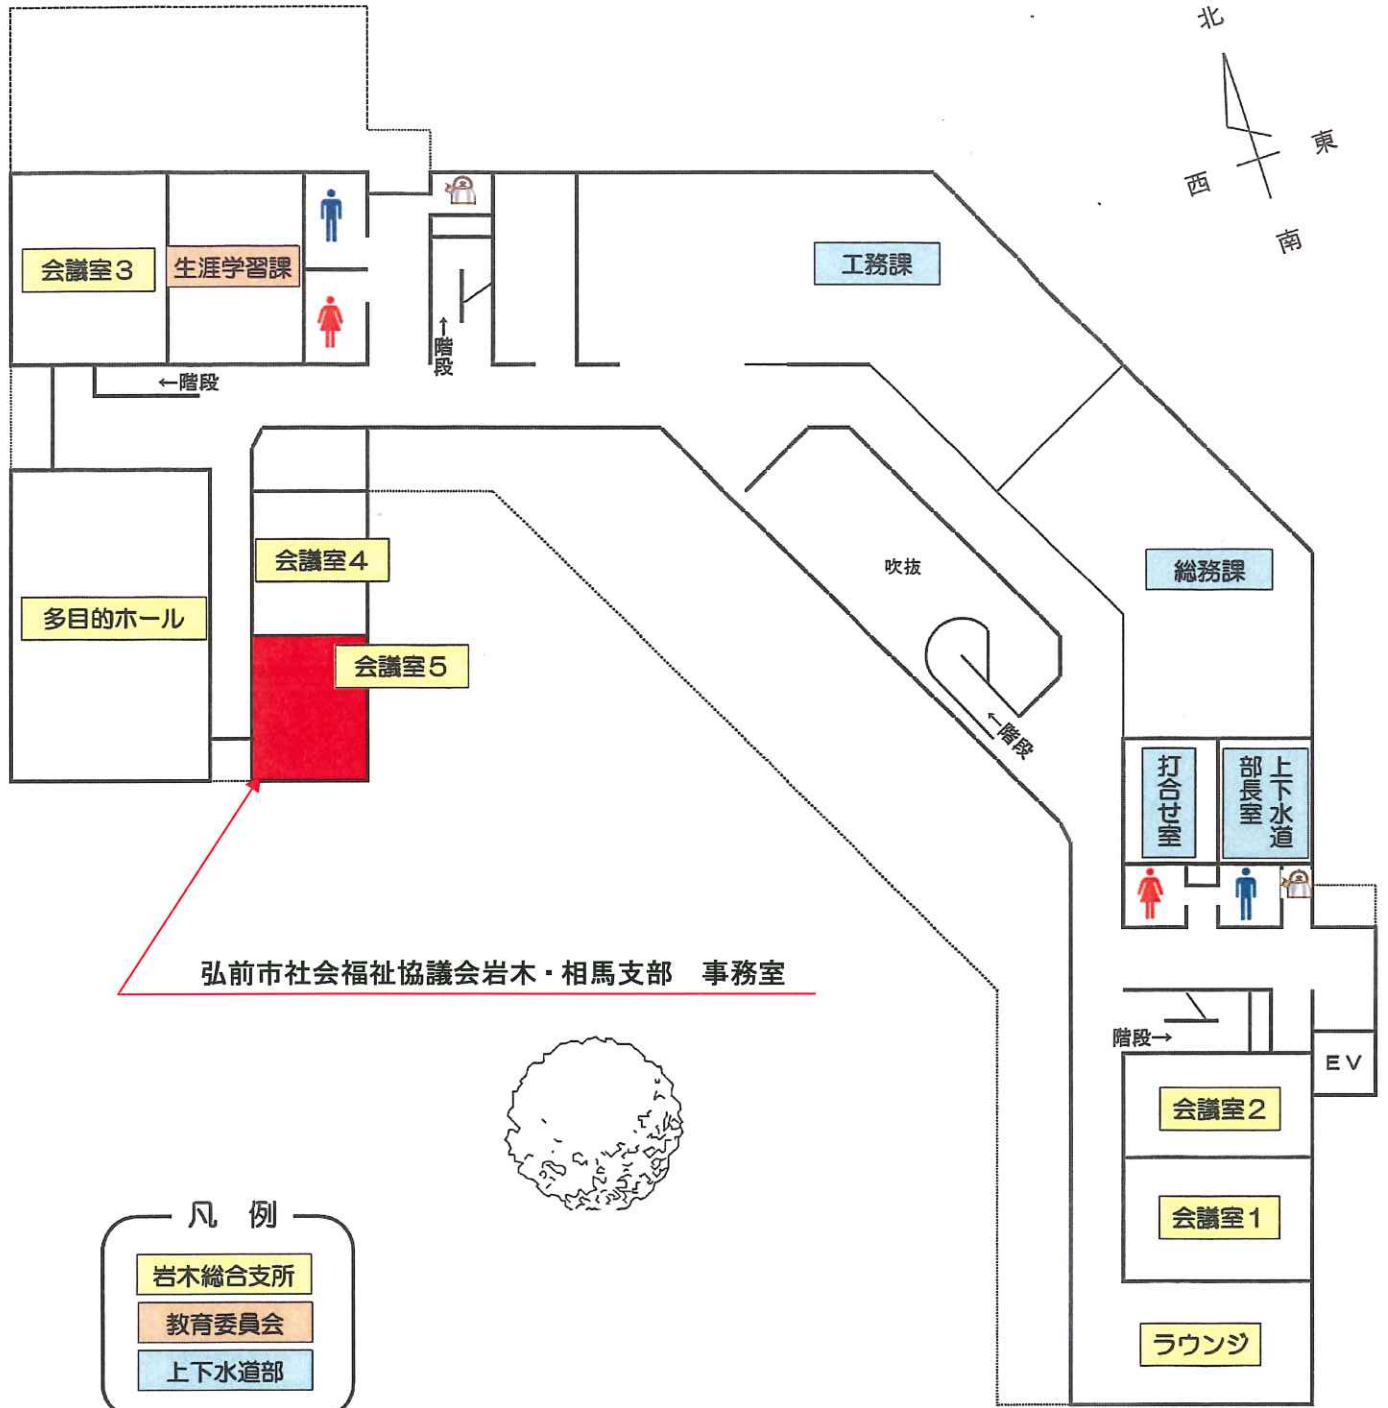 北
東
西
南
会議室3
生涯学習課
工務課
←階段
←階段
吹抜
会議室4
総務課
多目的ホール
会議室5
←階段
打合せ室
上下水道
部長室
弘前市社会福祉協議会岩木・相馬支部　事務室
階段→
EV
会議室2
会議室1
ラウンジ
凡　例
岩木総合支所
教育委員会
上下水道部